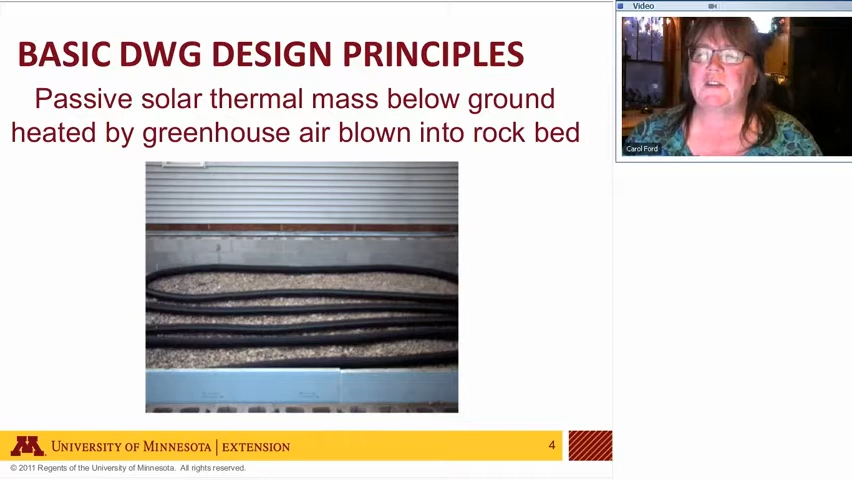 BASIC DWG DESIGN PRINCIPLES
Passive solar thermal mass below ground
heated by greenhouse air blown into rock bed
UNIVERSITY OF MINNESOTA | EXTENSION
4
© 2011 Regents of the University of Minnesota. All rights reserved.
Video
Carol Ford